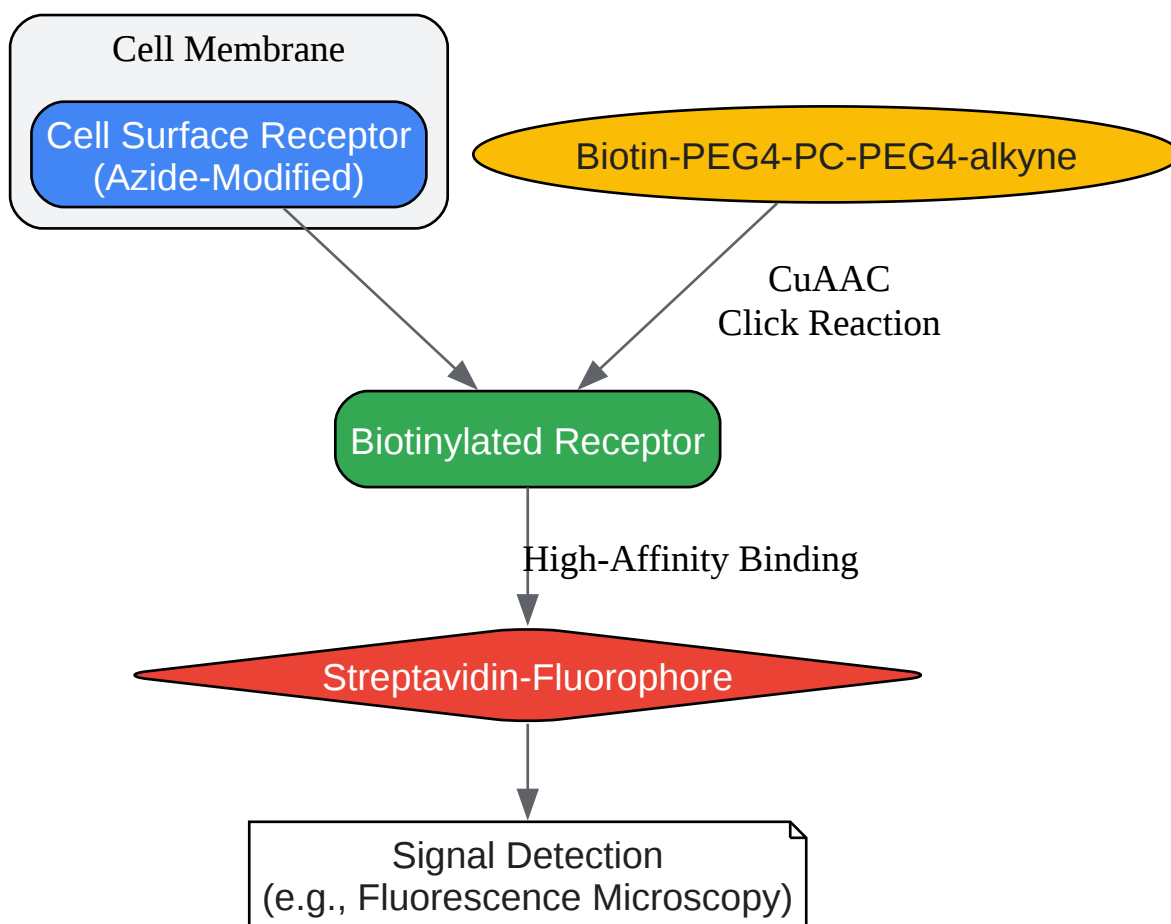 Cell Membrane
Cell Surface Receptor
(Azide-Modified)
Biotin-PEG4-PC-PEG4-alkyne
CuAAC
Click Reaction
Biotinylated Receptor
High-Affinity Binding
Streptavidin-Fluorophore
Signal Detection
(e.g., Fluorescence Microscopy)